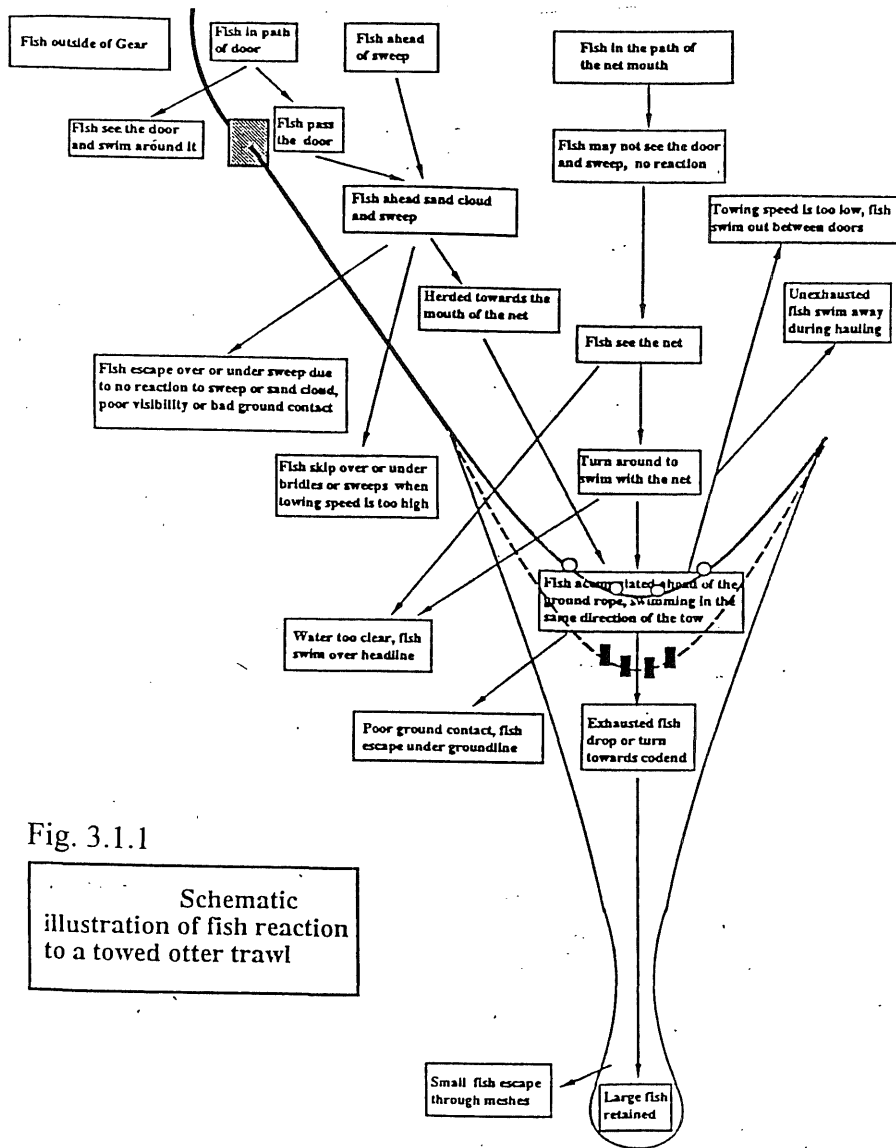 Fish outside of Gear
Fish in path
of door
Fish ahead
of sweep
Fish in the path of
the net mouth
Fish see the door
and swim around it
Fish pass
the door
Fish may not see the door
and sweep, no reaction
Fish ahead sand cloud
and sweep
Towing speed is too low, fish
swim out between doors
Herded towards the
mouth of the net
Unexhausted
fish swim away
during hauling
Fish see the net
Fish escape over or under sweep due
to no reaction to sweep or sand cloud,
poor visibility or bad ground contact
Fish skip over or under
bridles or sweeps when
towing speed is too high
Turn around to
swim with the net
Fish acumulated ahead of the
ground rope, swimming in the
same direction of the tow
Water too clear, fish
swim over headline
Poor ground contact, fish
escape under groundline
Exhausted fish
drop or turn
towards codend
Fig. 3.1.1
Schematic
illustration of fish reaction
to a towed otter trawl
Small fish escape
through meshes
Large fish
retained